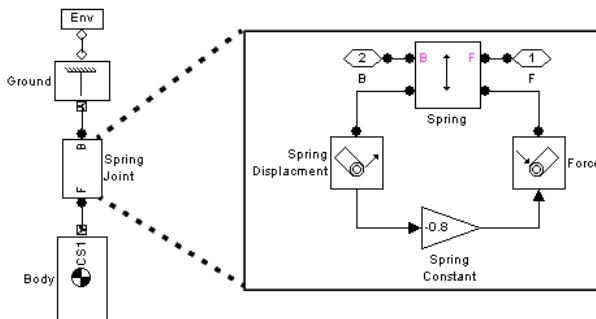 Env
Ground
B
Spring
Joint
F
CS1
Body
2
B
F
1
B
F
Spring
Spring
Displacment
Force
-0.8
Spring
Constant